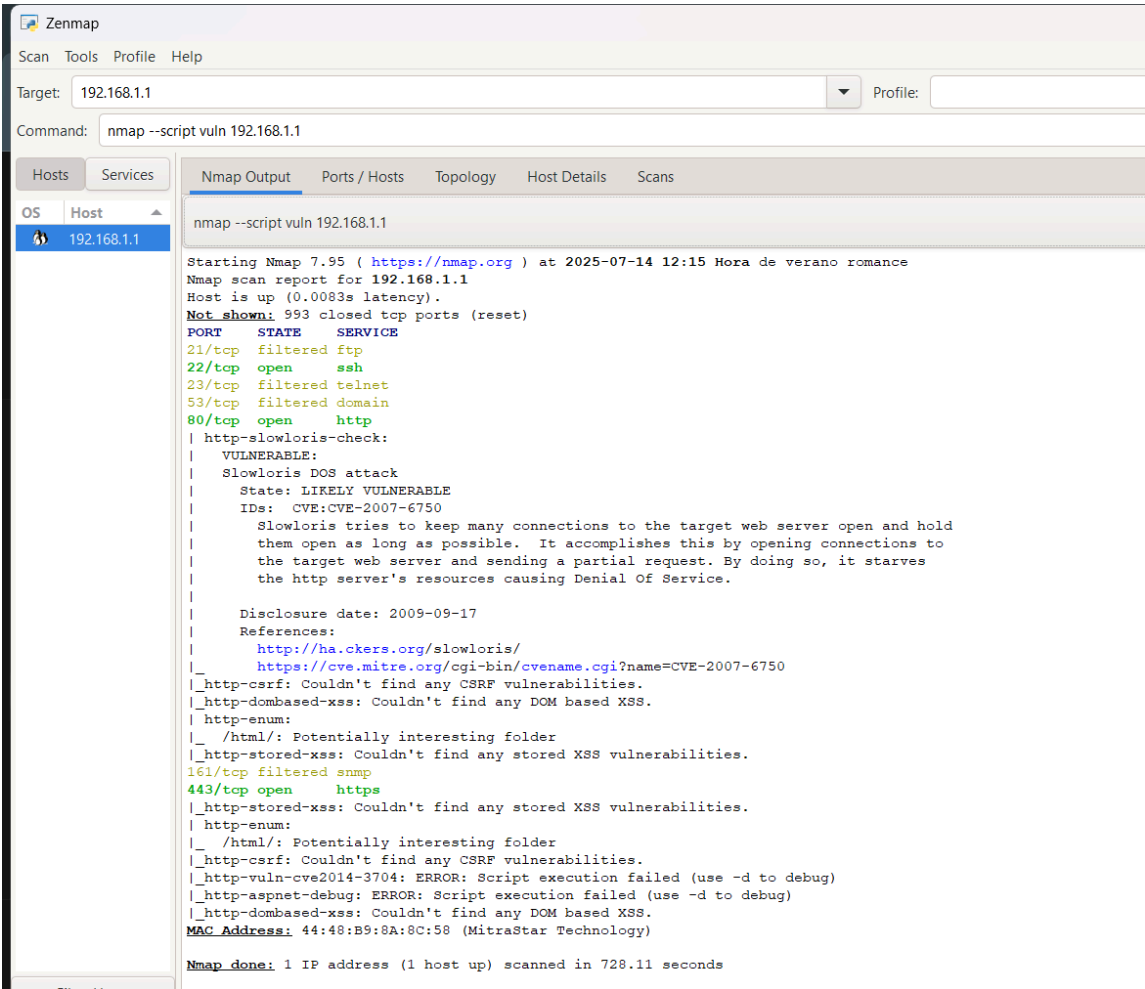 Zenmap
Scan Tools Profile Help
Target: 192.168.1.1 Profile:
Command: nmap --script vuln 192.168.1.1
Hosts Services
Nmap Output Ports / Hosts Topology Host Details Scans
OS Host
192.168.1.1
nmap --script vuln 192.168.1.1
Starting Nmap 7.95 ( https://nmap.org ) at 2025-07-14 12:15 Hora de verano romance
Nmap scan report for 192.168.1.1
Host is up (0.0083s latency).
Not shown: 993 closed tcp ports (reset)
PORT STATE SERVICE
21/tcp filtered ftp
22/tcp open ssh
23/tcp filtered telnet
53/tcp filtered domain
80/tcp open http
| http-slowloris-check:
| VULNERABLE:
| Slowloris DOS attack
| State: LIKELY VULNERABLE
| IDs: CVE:CVE-2007-6750
| Slowloris tries to keep many connections to the target web server open and hold
| them open as long as possible. It accomplishes this by opening connections to
| the target web server and sending a partial request. By doing so, it starves
| the http server's resources causing Denial Of Service.
|
| Disclosure date: 2009-09-17
| References:
| http://ha.ckers.org/slowloris/
|_ https://cve.mitre.org/cgi-bin/cvename.cgi?name=CVE-2007-6750
|_http-csrf: Couldn't find any CSRF vulnerabilities.
|_http-dombased-xss: Couldn't find any DOM based XSS.
| http-enum:
|_ /html/: Potentially interesting folder
|_http-stored-xss: Couldn't find any stored XSS vulnerabilities.
161/tcp filtered snmp
443/tcp open https
|_http-stored-xss: Couldn't find any stored XSS vulnerabilities.
| http-enum:
|_ /html/: Potentially interesting folder
|_http-csrf: Couldn't find any CSRF vulnerabilities.
|_http-vuln-cve2014-3704: ERROR: Script execution failed (use -d to debug)
|_http-aspnet-debug: ERROR: Script execution failed (use -d to debug)
|_http-dombased-xss: Couldn't find any DOM based XSS.
MAC Address: 44:48:B9:8A:8C:58 (MitraStar Technology)
Nmap done: 1 IP address (1 host up) scanned in 728.11 seconds